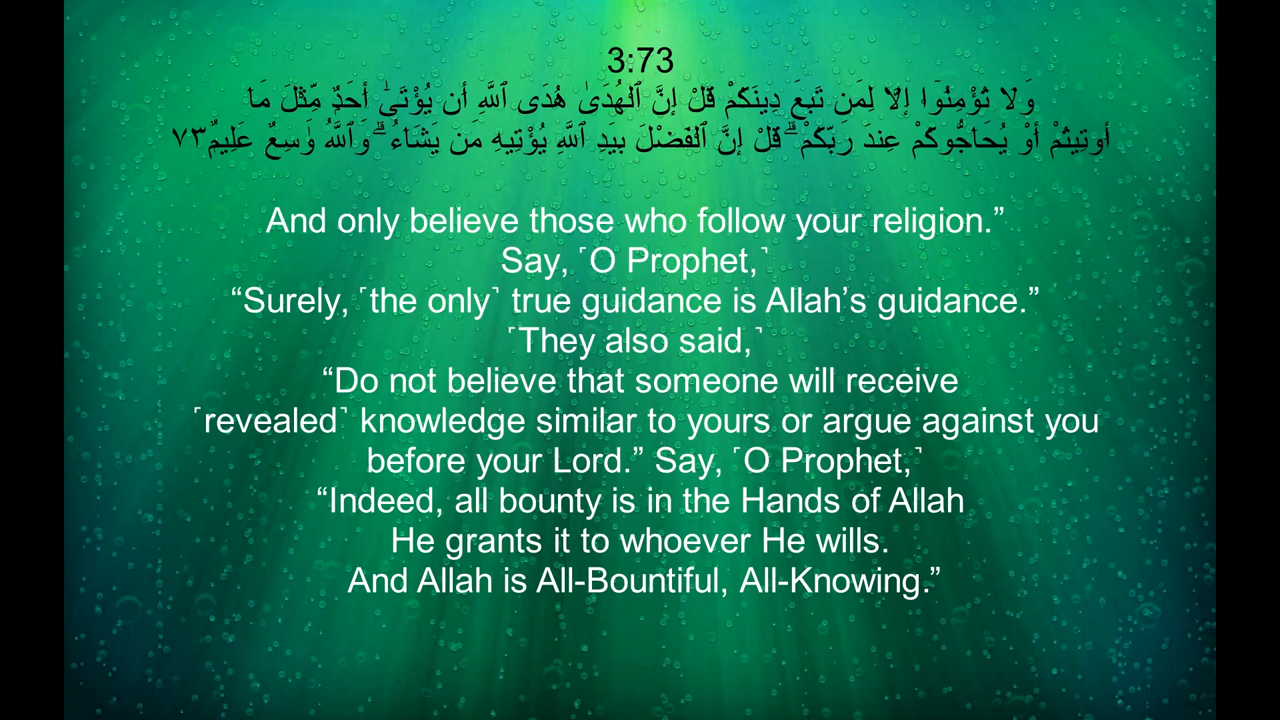 3:73
وَلَا تُؤْمِنُوٓا۟ إِلَّا لِمَن تَبِعَ دِينَكُمْ قُلْ إِنَّ ٱلْهُدَىٰ هُدَى ٱللَّهِ أَن يُؤْتَىٰٓ أَحَدٌ مِّثْلَ مَا
أُوتِيتُمْ أَوْ يُحَاجُّوكُمْ عِندَ رَبِّكُمْ ۗ قُلْ إِنَّ ٱلْفَضْلَ بِيَدِ ٱللَّهِ يُؤْتِيهِ مَن يَشَاءُ ۗ وَٱللَّهُ وَٰسِعٌ عَلِيمٌ ٧٣
And only believe those who follow your religion.”
Say, ˹O Prophet,˺
“Surely, ˹the only˺ true guidance is Allah’s guidance.”
˹They also said,˺
“Do not believe that someone will receive
˹revealed˺ knowledge similar to yours or argue against you
before your Lord.” Say, ˹O Prophet,˺
“Indeed, all bounty is in the Hands of Allah
He grants it to whoever He wills.
And Allah is All-Bountiful, All-Knowing.”